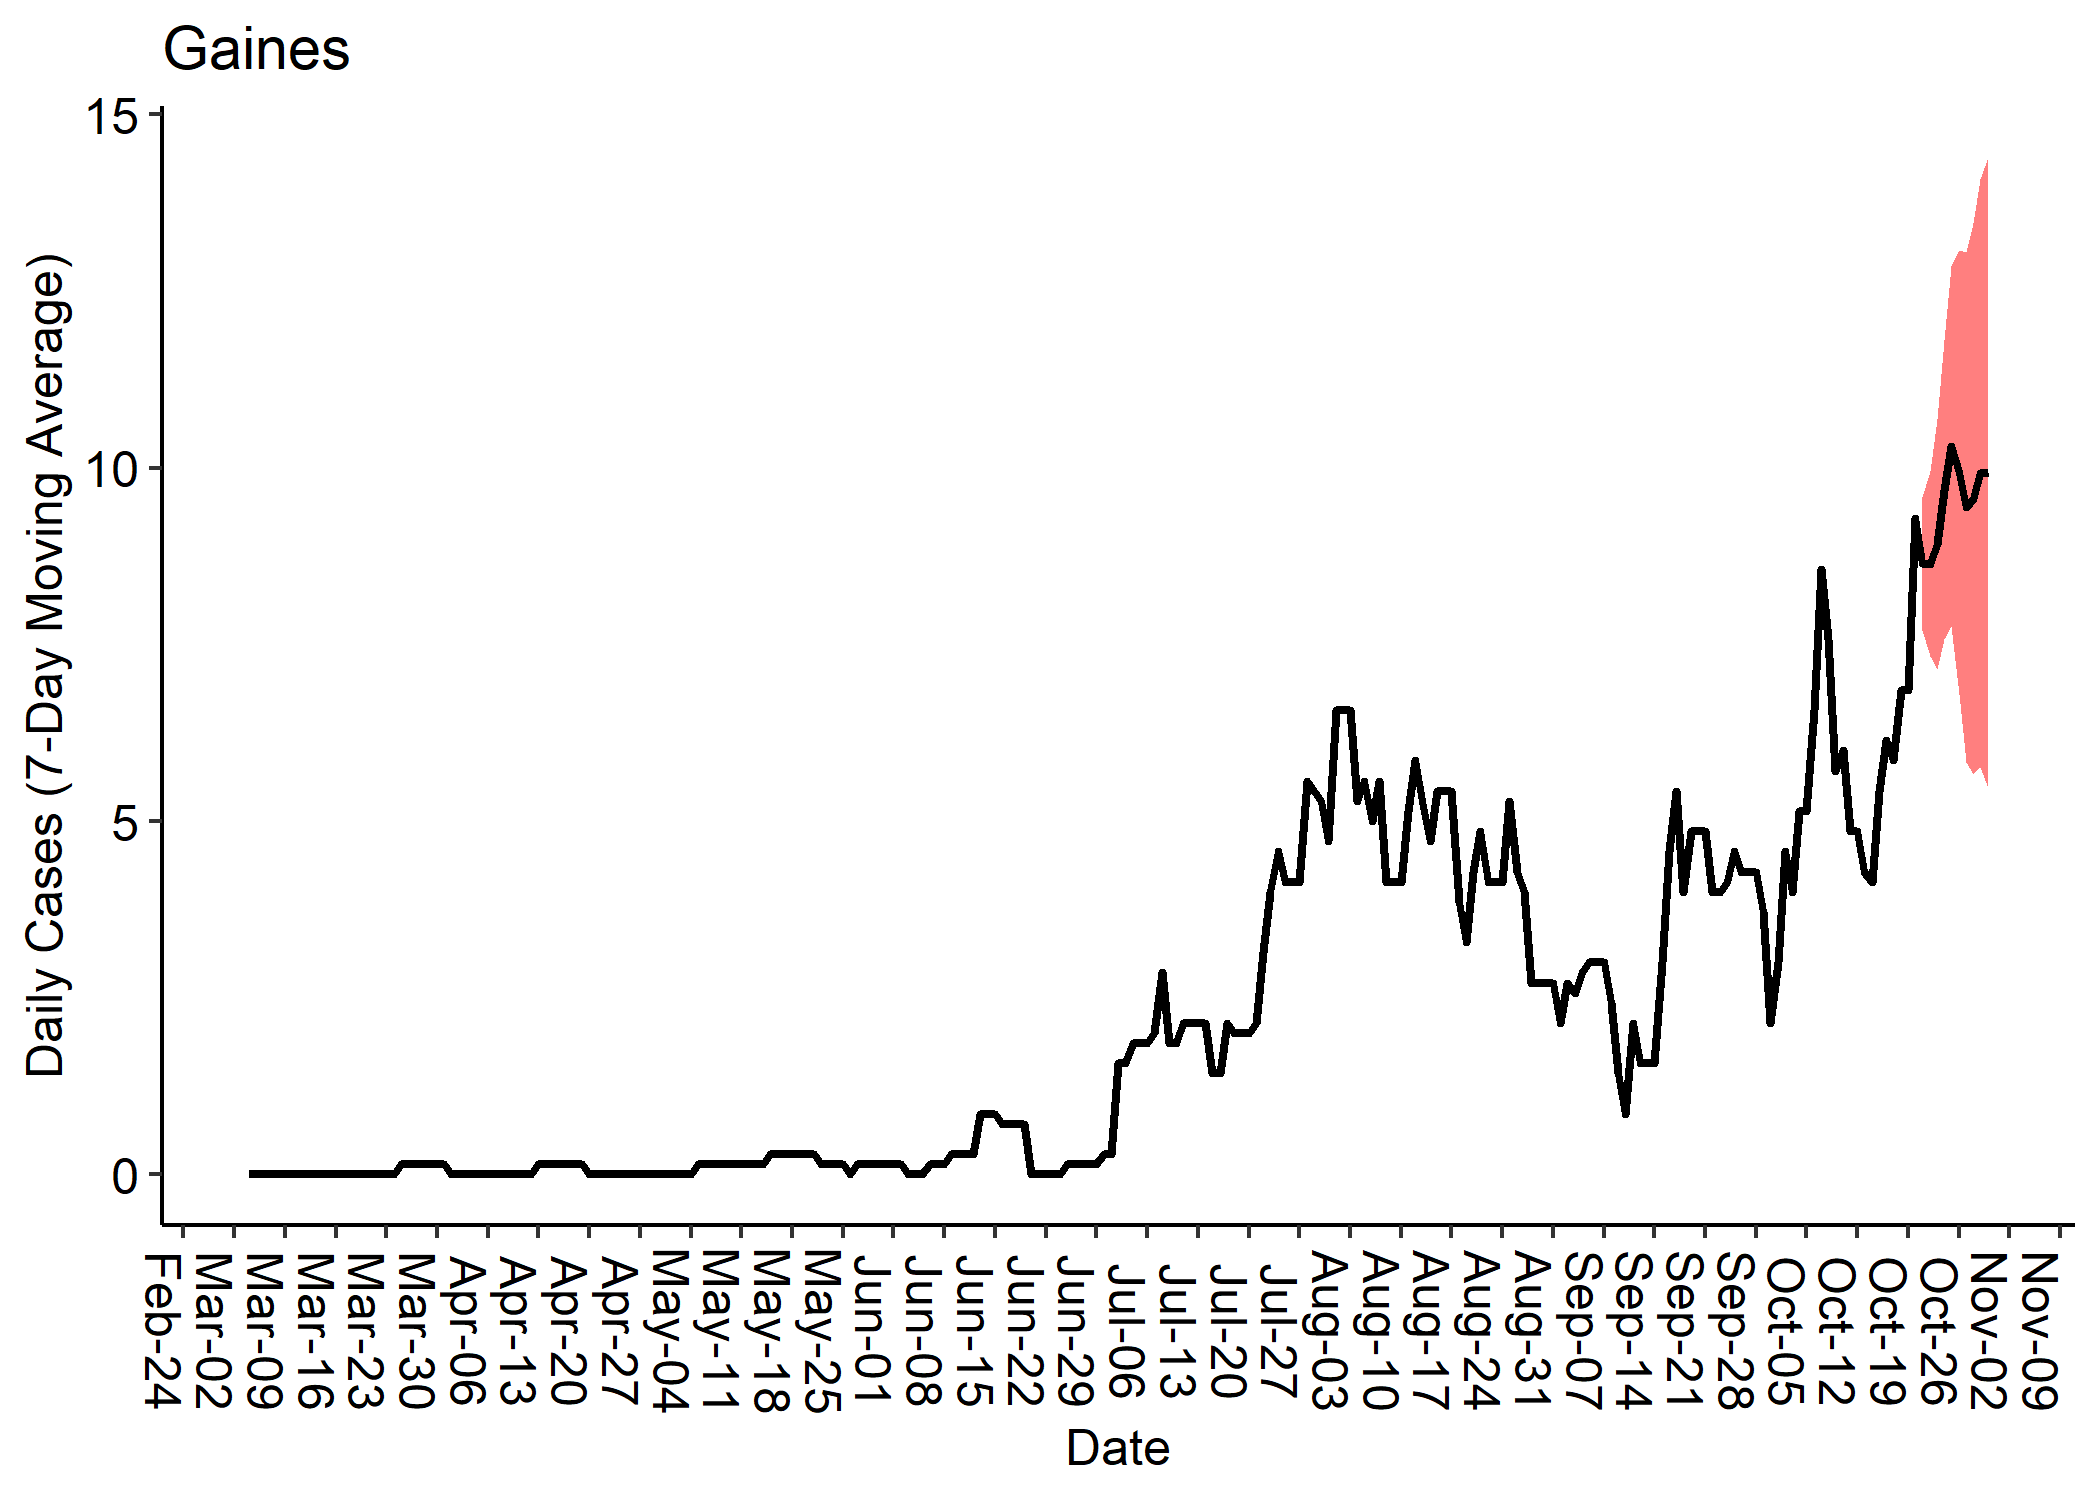 Gaines
15
10
5
0
Daily Cases (7-Day Moving Average)
Feb-24
Mar-02
Mar-09
Mar-16
Mar-23
Mar-30
Apr-06
Apr-13
Apr-20
Apr-27
May-04
May-11
May-18
May-25
Jun-01
Jun-08
Jun-15
Jun-22
Jun-29
Jul-06
Jul-13
Jul-20
Jul-27
Aug-03
Aug-10
Aug-17
Aug-24
Aug-31
Sep-07
Sep-14
Sep-21
Sep-28
Oct-05
Oct-12
Oct-19
Oct-26
Nov-02
Nov-09
Date